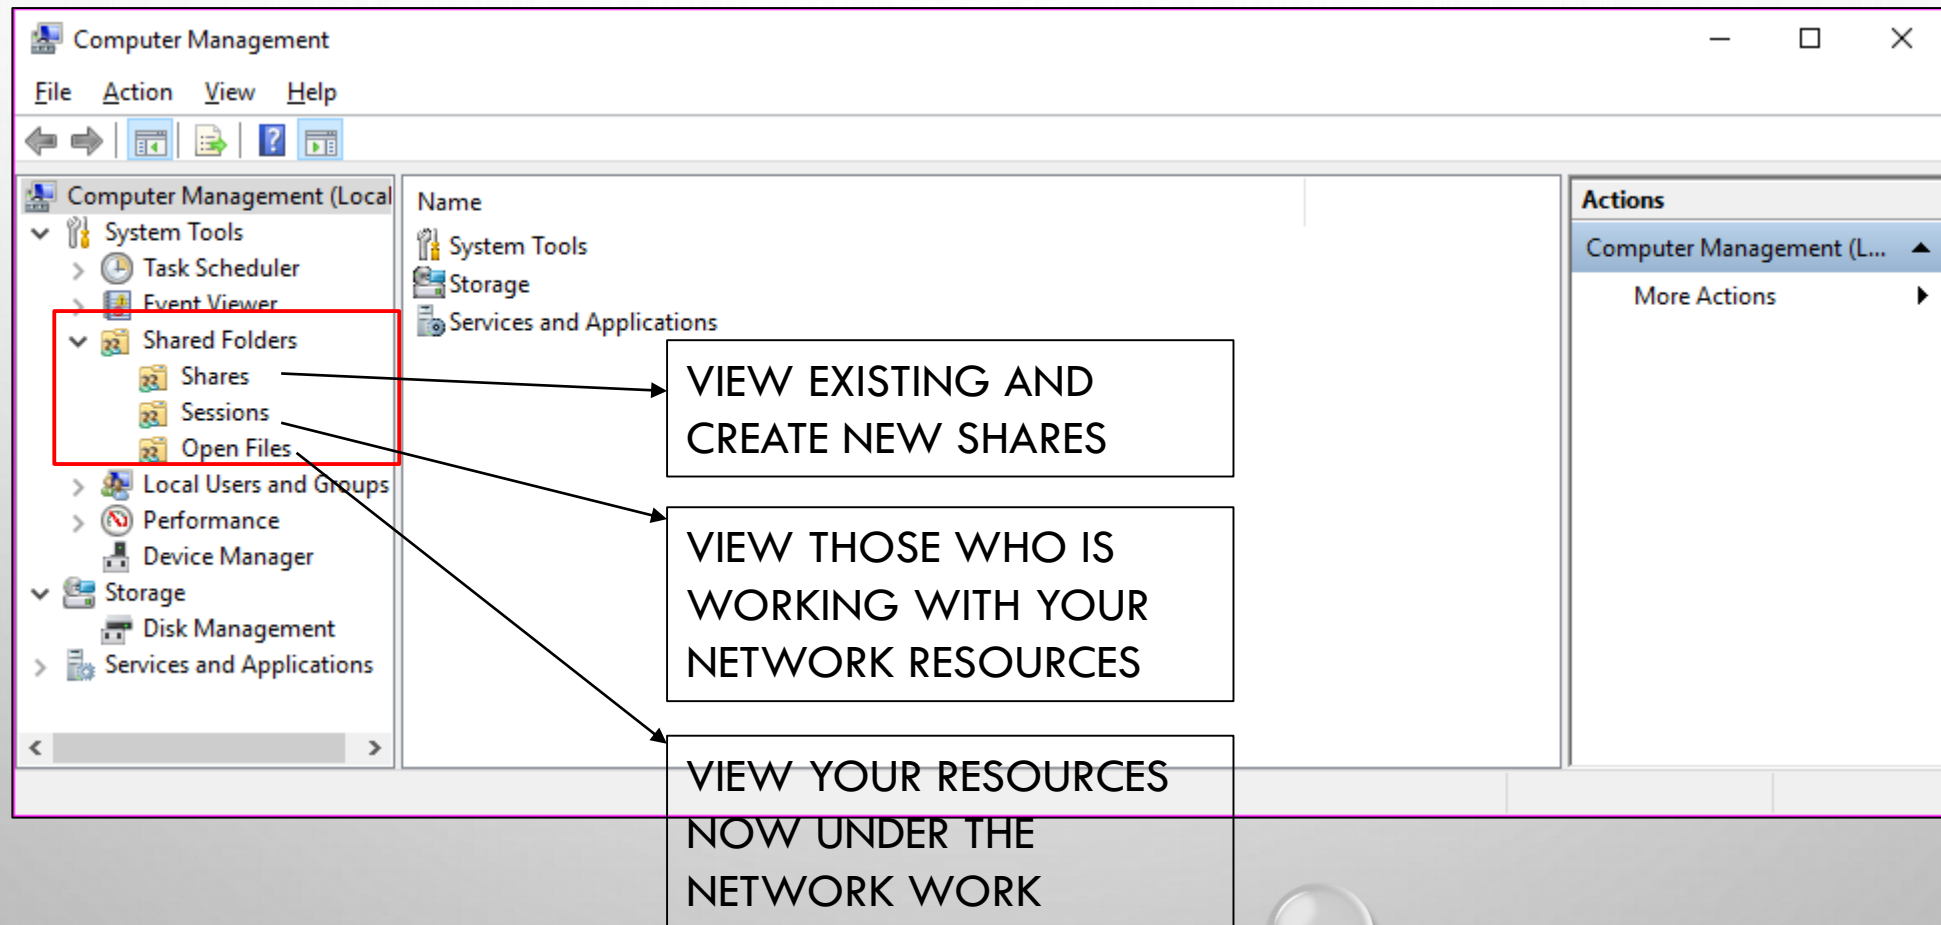 Computer Management
File Action View Help
Computer Management (Local
System Tools
Task Scheduler
Event Viewer
Shared Folders
Shares
Sessions
Open Files
Local Users and Groups
Performance
Device Manager
Storage
Disk Management
Services and Applications
Name
System Tools
Storage
Services and Applications
VIEW EXISTING AND
CREATE NEW SHARES
VIEW THOSE WHO IS
WORKING WITH YOUR
NETWORK RESOURCES
VIEW YOUR RESOURCES
NOW UNDER THE
NETWORK WORK
Actions
Computer Management (L...
More Actions